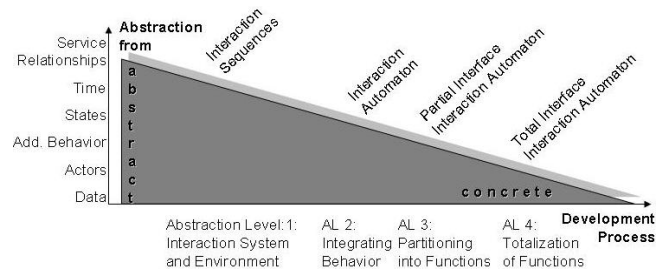 Abstraction
from
Service
Relationships
Time
States
Add. Behavior
Actors
Data
abstract
Interaction
Sequences
Interaction
Automaton
Partial Interface
Interaction Automaton
Total Interface
Interaction Automaton
concrete
Development
Process
Abstraction Level: 1:
Interaction System
and Environment
AL 2:
Integrating
Behavior
AL 3:
Partitioning
into Functions
AL 4:
Totalization
of Functions